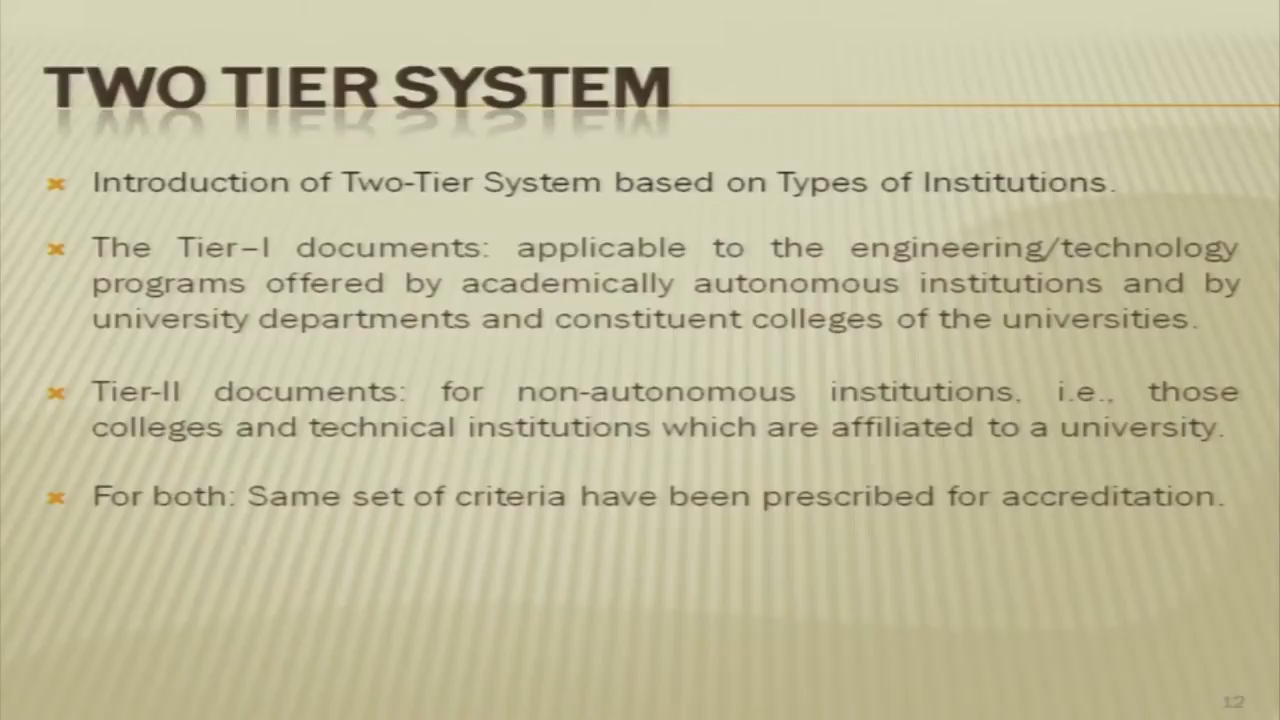 TWO TIER SYSTEM
Introduction of Two-Tier System based on Types of Institutions.
The Tier–I documents: applicable to the engineering/technology
programs offered by academically autonomous institutions and by
university departments and constituent colleges of the universities.
Tier-II documents: for non-autonomous institutions, i.e., those
colleges and technical institutions which are affiliated to a university.
For both: Same set of criteria have been prescribed for accreditation.
12